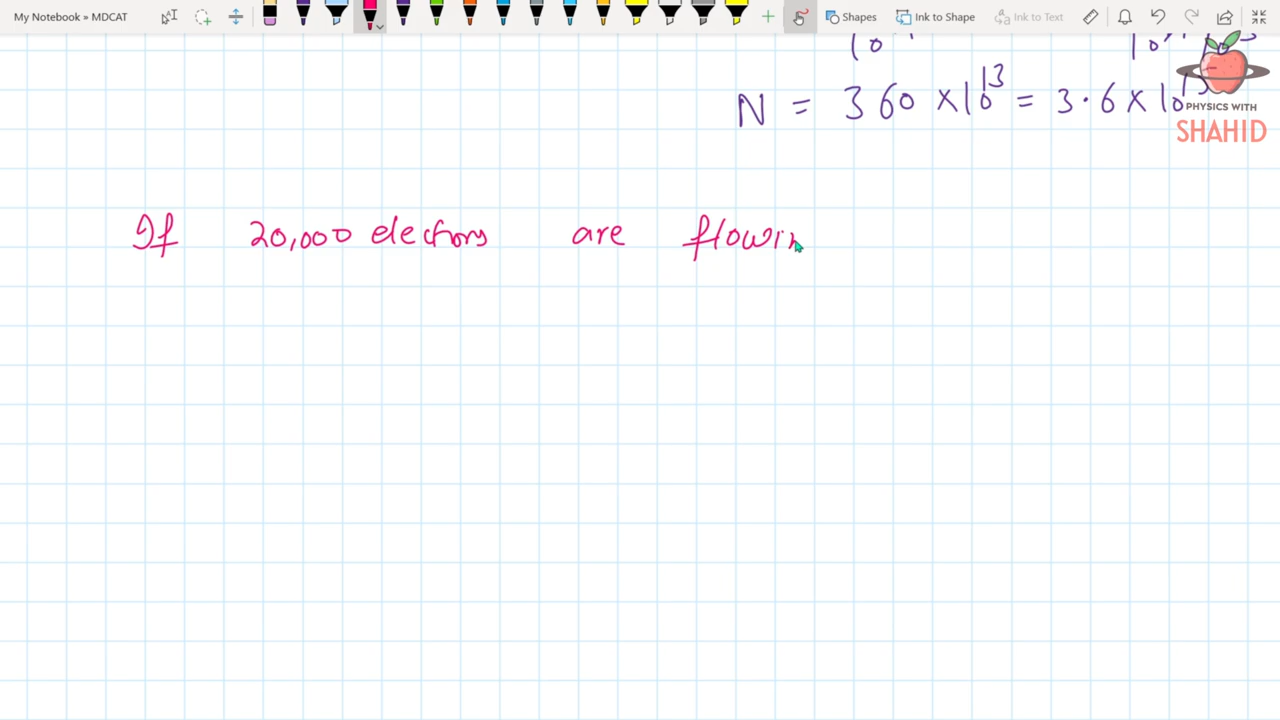 My Notebook » MDCAT
Shapes
Ink to Shape
Ink to Text
N = 360 × 10^13 = 3.6 × 10^15
PHYSICS WITH
SHAHID
If 20,000 electrons are flowin